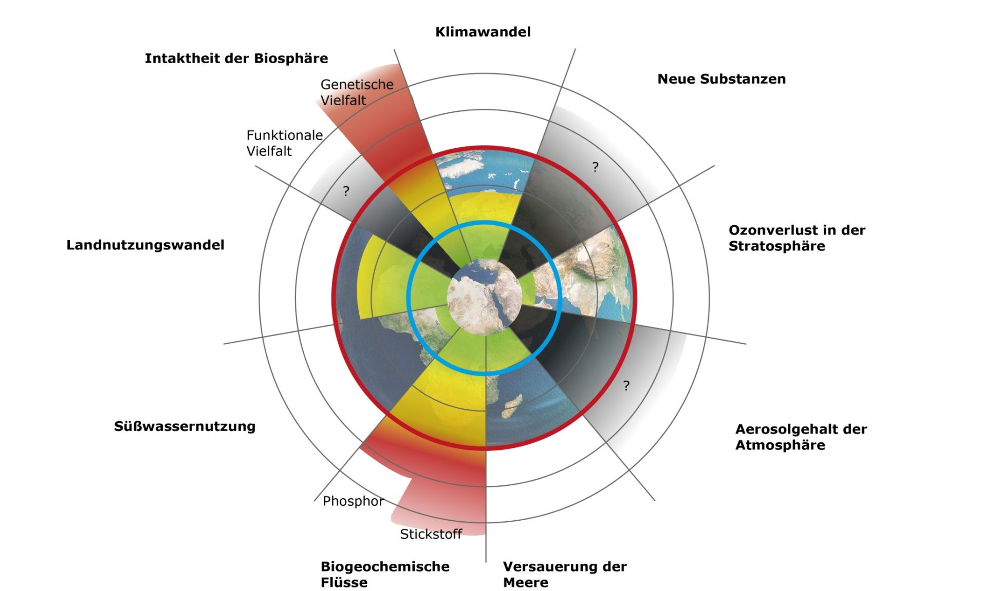 Klimawandel
Intaktheit der Biosphäre
Neue Substanzen
Genetische
Vielfalt
Funktionale
Vielfalt
?
?
Landnutzungswandel
Ozonverlust in der
Stratosphäre
?
Süßwassernutzung
Aerosolgehalt der
Atmosphäre
Phosphor
Stickstoff
Biogeochemische
Flüsse
Versauerung der
Meere